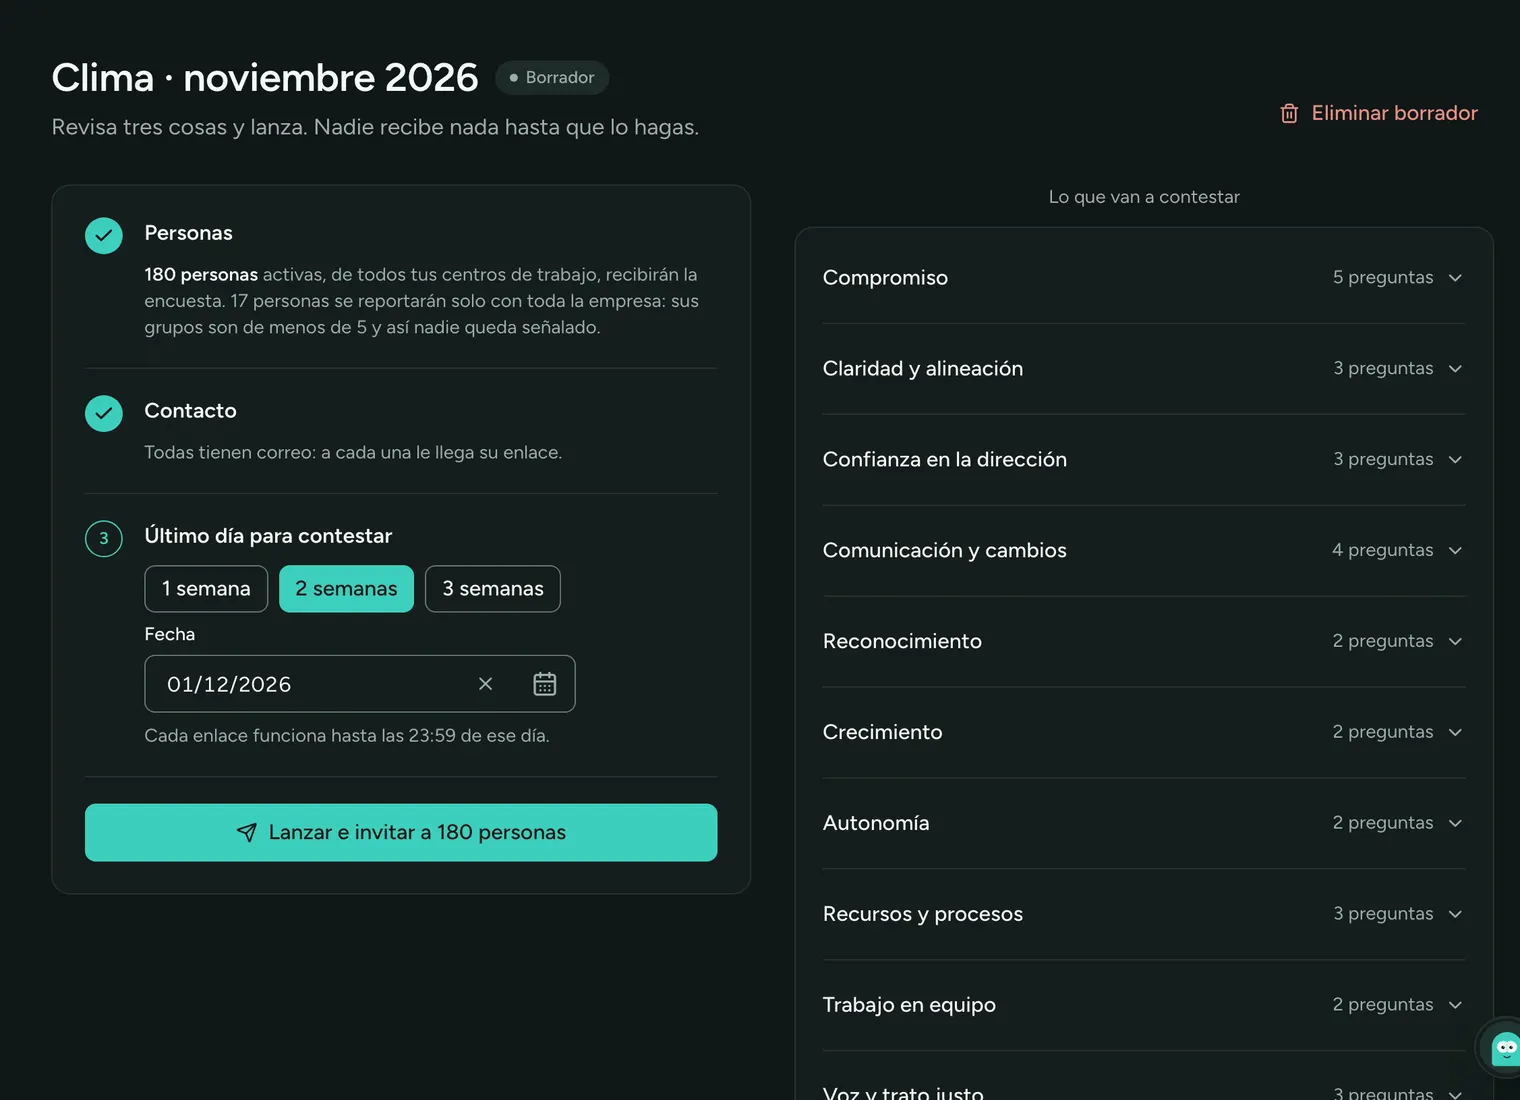 Clima · noviembre 2026
Borrador
Revisa tres cosas y lanza. Nadie recibe nada hasta que lo hagas.
Eliminar borrador
Personas
180 personas activas, de todos tus centros de trabajo, recibirán la
encuesta. 17 personas se reportarán solo con toda la empresa: sus
grupos son de menos de 5 y así nadie queda señalado.
Contacto
Todas tienen correo: a cada una le llega su enlace.
3
Último día para contestar
1 semana
2 semanas
3 semanas
Fecha
01/12/2026
Cada enlace funciona hasta las 23:59 de ese día.
Lanzar e invitar a 180 personas
Lo que van a contestar
Compromiso
5 preguntas
Claridad y alineación
3 preguntas
Confianza en la dirección
3 preguntas
Comunicación y cambios
4 preguntas
Reconocimiento
2 preguntas
Crecimiento
2 preguntas
Autonomía
2 preguntas
Recursos y procesos
3 preguntas
Trabajo en equipo
2 preguntas
Voz y trato justo
3 preguntas